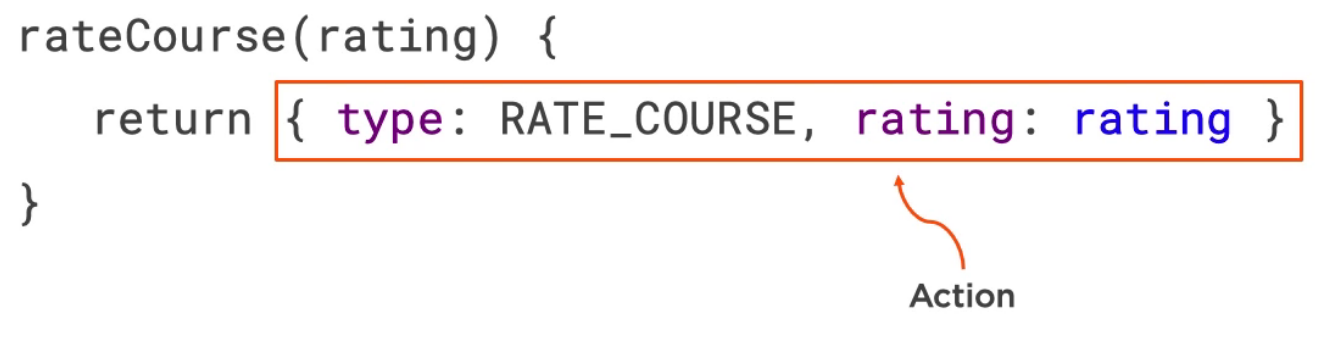 rateCourse(rating) {
return { type: RATE_COURSE, rating: rating }
}
Action